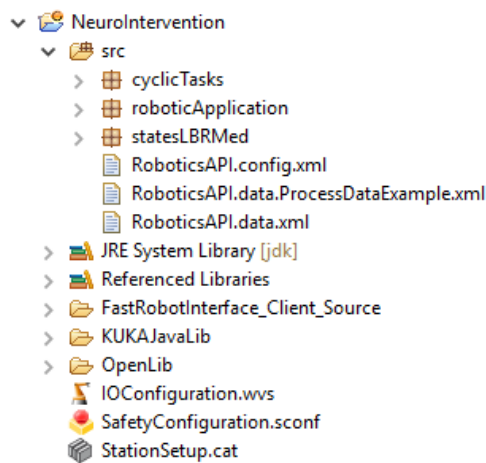 NeuroIntervention
src
cyclicTasks
roboticApplication
statesLBRMed
RoboticsAPI.config.xml
RoboticsAPI.data.ProcessDataExample.xml
RoboticsAPI.data.xml
JRE System Library [jdk]
Referenced Libraries
FastRobotInterface_Client_Source
KUKAJavaLib
OpenLib
IOConfiguration.wvs
SafetyConfiguration.sconf
StationSetup.cat